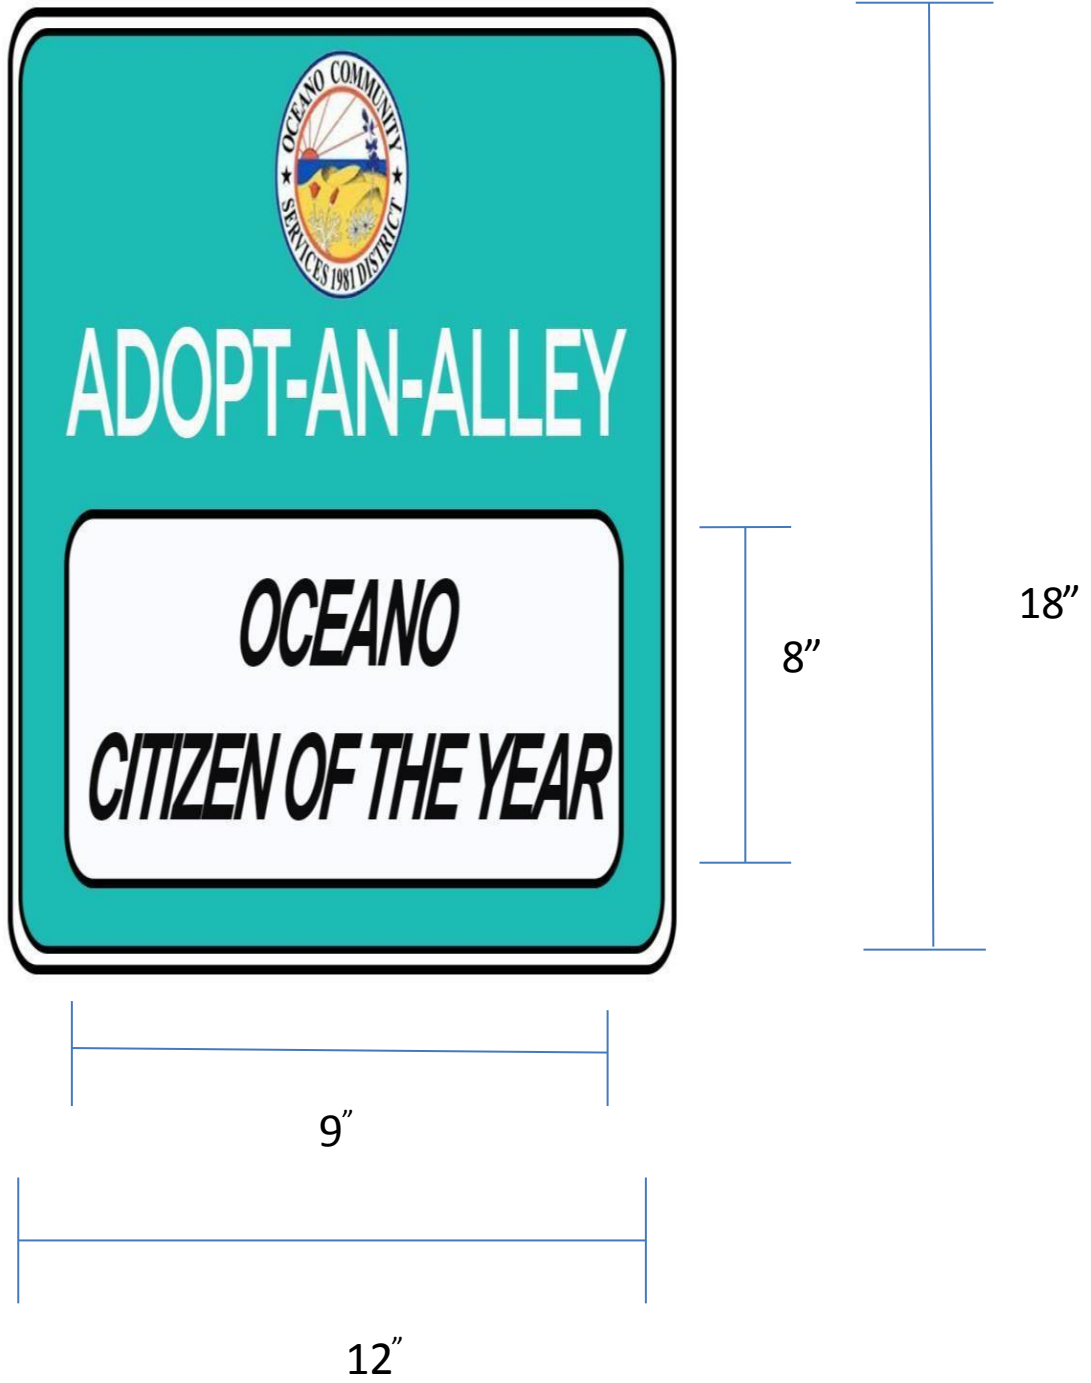 OCEANO COMMUNITY
SERVICES 1981 DISTRICT
ADOPT-AN-ALLEY
OCEANO
CITIZEN OF THE YEAR
8”
18”
9”
12”